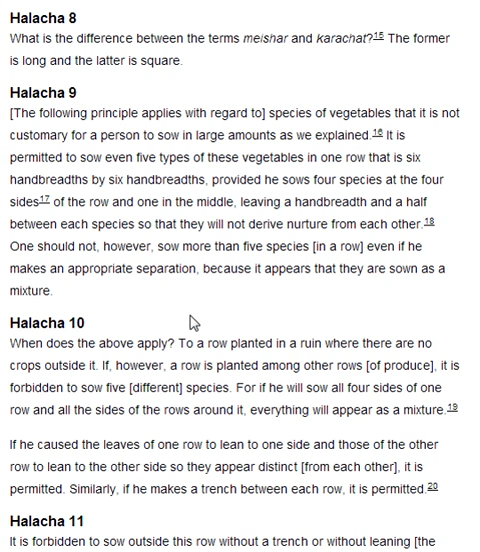 Halacha 8
What is the difference between the terms meishar and karachat?15 The former
is long and the latter is square.
Halacha 9
[The following principle applies with regard to] species of vegetables that it is not
customary for a person to sow in large amounts as we explained.16 It is
permitted to sow even five types of these vegetables in one row that is six
handbreadths by six handbreadths, provided he sows four species at the four
sides17 of the row and one in the middle, leaving a handbreadth and a half
between each species so that they will not derive nurture from each other.18
One should not, however, sow more than five species [in a row] even if he
makes an appropriate separation, because it appears that they are sown as a
mixture.
Halacha 10
When does the above apply? To a row planted in a ruin where there are no
crops outside it. If, however, a row is planted among other rows [of produce], it is
forbidden to sow five [different] species. For if he will sow all four sides of one
row and all the sides of the rows around it, everything will appear as a mixture.19
If he caused the leaves of one row to lean to one side and those of the other
row to lean to the other side so they appear distinct [from each other], it is
permitted. Similarly, if he makes a trench between each row, it is permitted.20
Halacha 11
It is forbidden to sow outside this row without a trench or without leaning [the